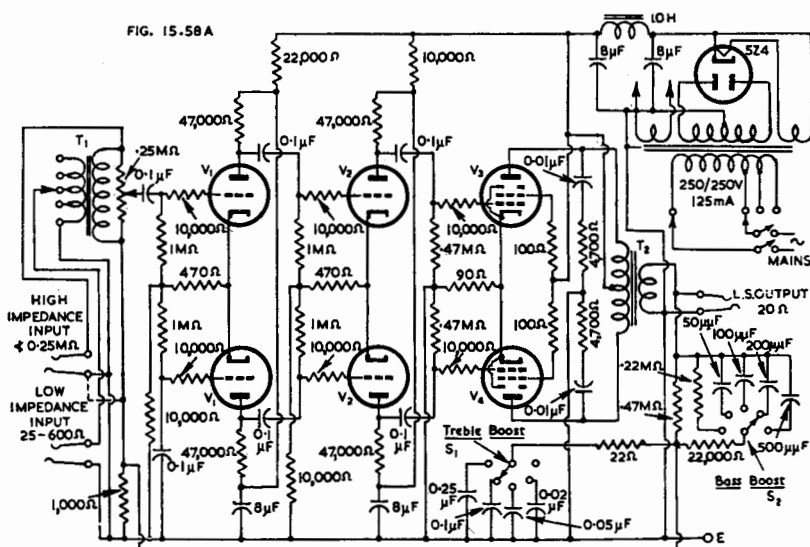 FIG. 15.58A
10H
8μF
8μF
5Z4
22,000Ω
10,000Ω
47,000Ω
47,000Ω
0·1μF
0·1μF
T1
·25MΩ
0·1μF
V1
V2
V3
0·01μF
250/250V
125mA
10,000Ω
10,000Ω
10,000Ω
1MΩ
1MΩ
·47MΩ
100Ω
4,700Ω
T2
MAINS
470Ω
470Ω
90Ω
HIGH
IMPEDANCE
INPUT
≮0·25MΩ
L.S. OUTPUT
20Ω
1MΩ
1MΩ
·47MΩ
100Ω
4,700Ω
50μμF
100μμF
200μμF
10,000Ω
10,000Ω
10,000Ω
LOW
IMPEDANCE
INPUT
25-600Ω
V1
V2
V4
0·01μF
·22MΩ
·47MΩ
10,000Ω
0·1
μF
0·1
μF
Treble Boost
S1
500μμF
0·1μF
47,000Ω
10,000Ω
47,000Ω
22Ω
22,000Ω
Bass Boost
S2
1,000Ω
8μF
8μF
0·25
μF
0·02
μF
0·1μF
0·05μF
E